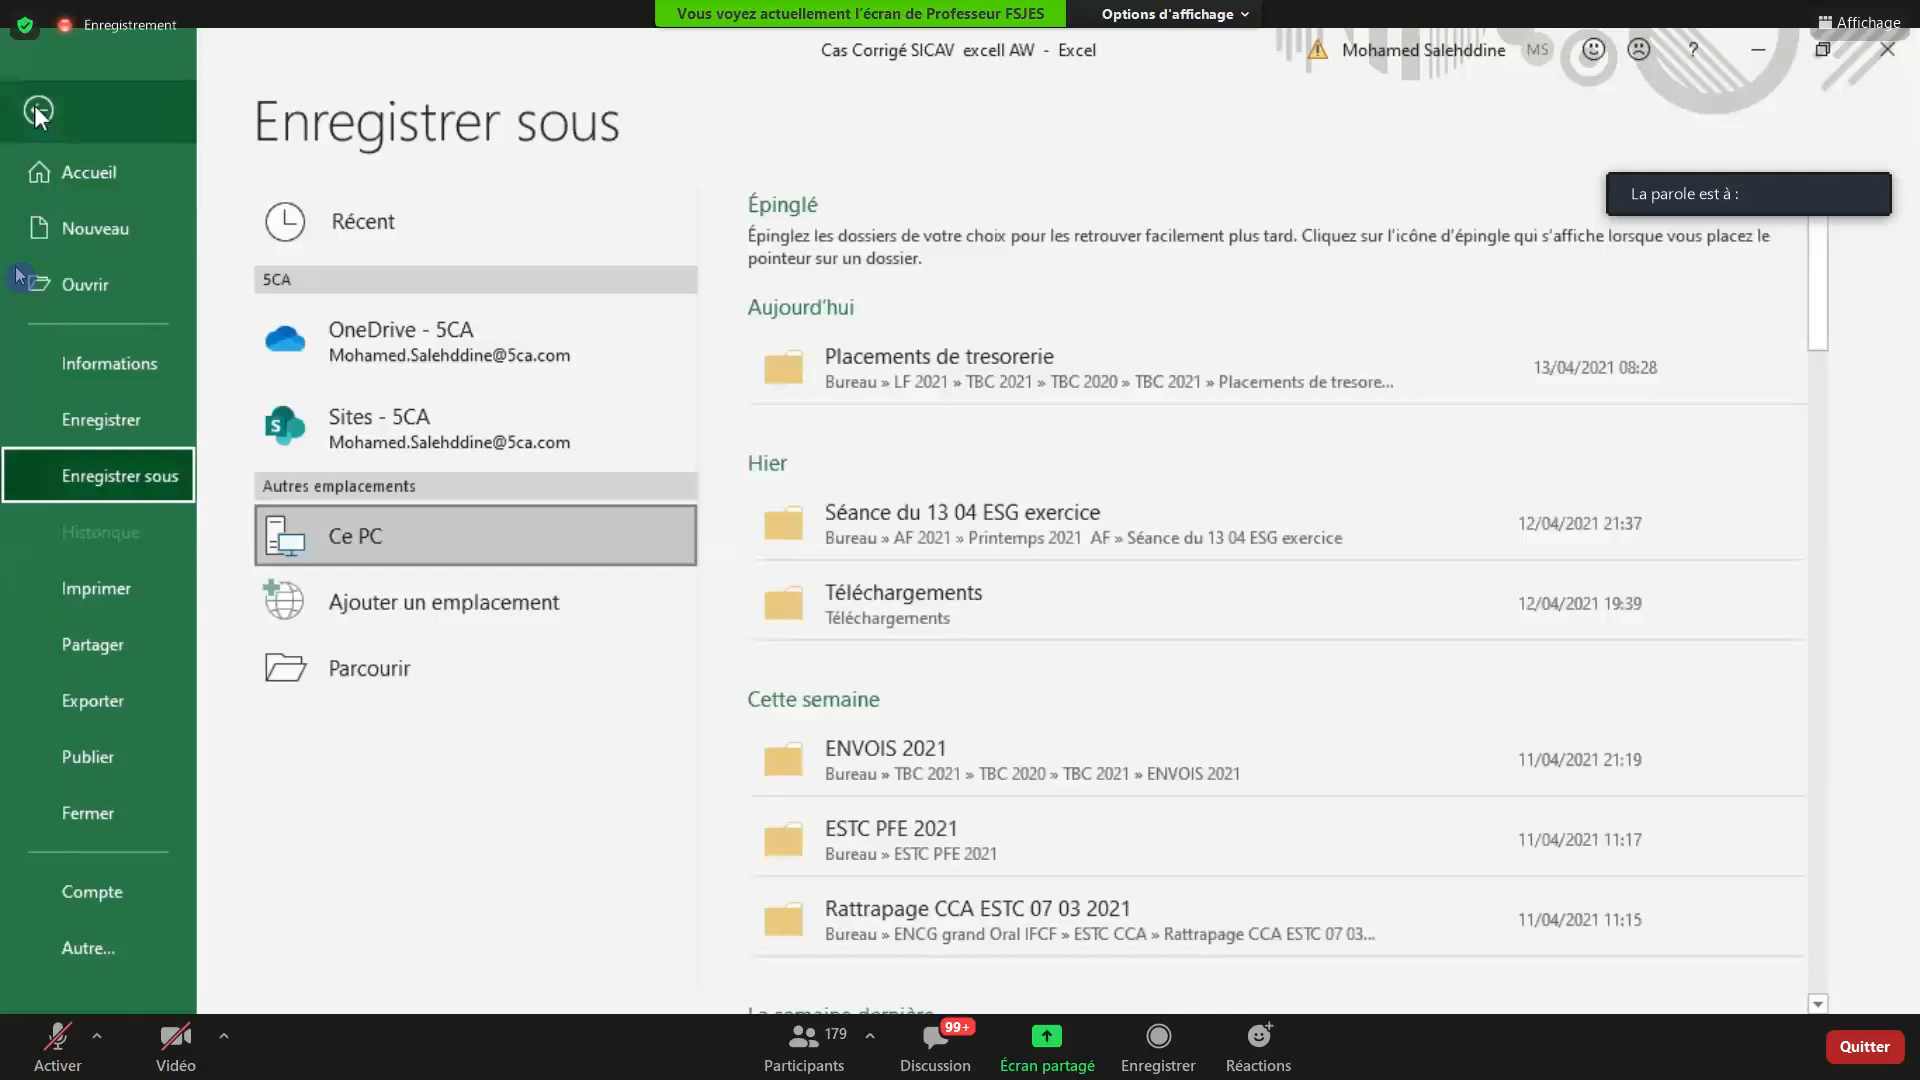 Enregistrement
Vous voyez actuellement l'écran de Professeur FSJES
Options d'affichage
Affichage
Cas Corrigé SICAV excell AW - Excel
Mohamed Salehddine
MS
?
Enregistrer sous
La parole est à :
Accueil
Nouveau
Ouvrir
Informations
Enregistrer
Enregistrer sous
Historique
Imprimer
Partager
Exporter
Publier
Fermer
Compte
Autre...
Récent
5CA
OneDrive - 5CA
Mohamed.Salehddine@5ca.com
Sites - 5CA
Mohamed.Salehddine@5ca.com
Autres emplacements
Ce PC
Ajouter un emplacement
Parcourir
Épinglé
Épinglez les dossiers de votre choix pour les retrouver facilement plus tard. Cliquez sur l'icône d'épingle qui s'affiche lorsque vous placez le
pointeur sur un dossier.
Aujourd'hui
Placements de tresorerie
13/04/2021 08:28
Bureau » LF 2021 » TBC 2021 » TBC 2020 » TBC 2021 » Placements de tresore...
Hier
Séance du 13 04 ESG exercice
12/04/2021 21:37
Bureau » AF 2021 » Printemps 2021 AF » Séance du 13 04 ESG exercice
Téléchargements
12/04/2021 19:39
Téléchargements
Cette semaine
ENVOIS 2021
11/04/2021 21:19
Bureau » TBC 2021 » TBC 2020 » TBC 2021 » ENVOIS 2021
ESTC PFE 2021
11/04/2021 11:17
Bureau » ESTC PFE 2021
Rattrapage CCA ESTC 07 03 2021
11/04/2021 11:15
Bureau » ENCG grand Oral IFCF » ESTC CCA » Rattrapage CCA ESTC 07 03...
La semaine dernière
Activer
Vidéo
179
Participants
99+
Discussion
Écran partagé
Enregistrer
Réactions
Quitter